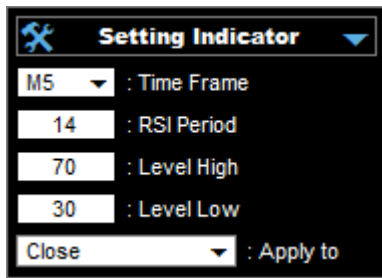 Setting Indicator
M5 : Time Frame
14 : RSI Period
70 : Level High
30 : Level Low
Close : Apply to